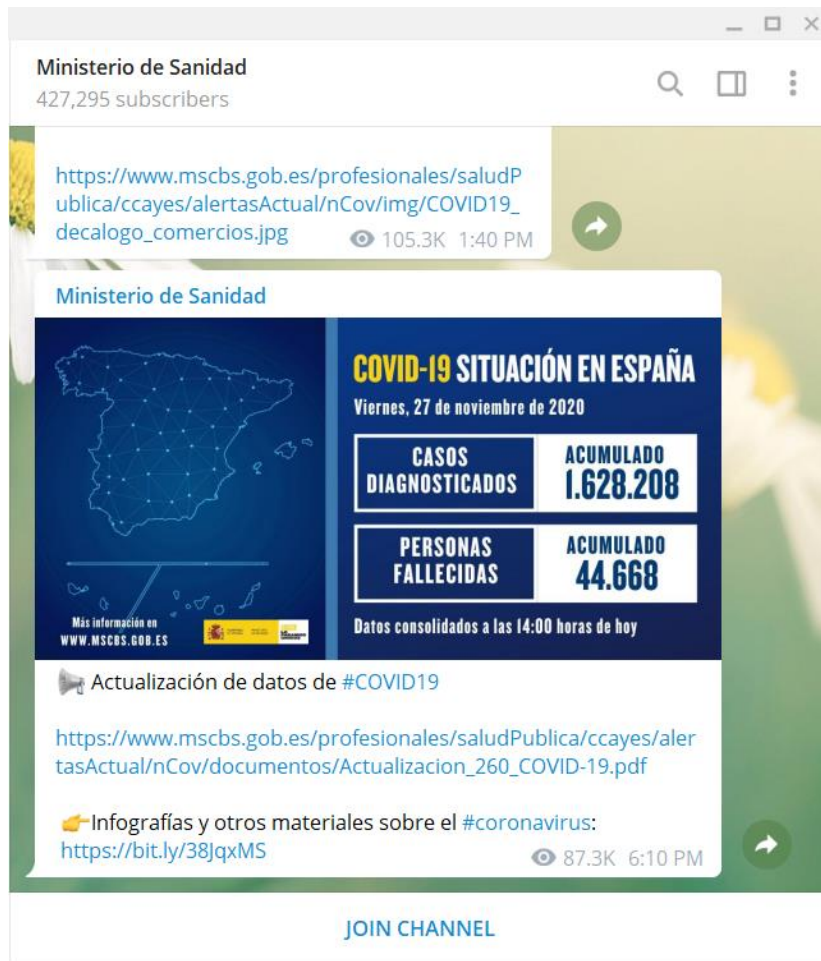 Ministerio de Sanidad
427,295 subscribers
https://www.mscbs.gob.es/profesionales/saludP
ublica/ccayes/alertasActual/nCov/img/COVID19_
decalogo_comercios.jpg
105.3K 1:40 PM
Ministerio de Sanidad
COVID-19 SITUACIÓN EN ESPAÑA
Viernes, 27 de noviembre de 2020
CASOS
DIAGNOSTICADOS
ACUMULADO
1.628.208
PERSONAS
FALLECIDAS
ACUMULADO
44.668
Datos consolidados a las 14:00 horas de hoy
Más información en
WWW.MSCBS.GOB.ES
Actualización de datos de #COVID19
https://www.mscbs.gob.es/profesionales/saludPublica/ccayes/aler
tasActual/nCov/documentos/Actualizacion_260_COVID-19.pdf
Infografías y otros materiales sobre el #coronavirus:
https://bit.ly/38JqxMS
87.3K 6:10 PM
JOIN CHANNEL